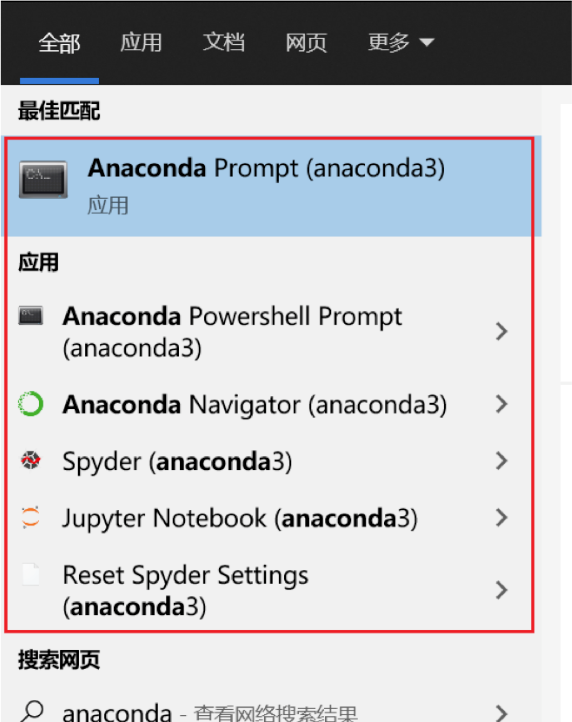 全部 应用 文档 网页 更多
最佳匹配
Anaconda Prompt (anaconda3)
应用
应用
Anaconda Powershell Prompt
(anaconda3)
Anaconda Navigator (anaconda3)
Spyder (anaconda3)
Jupyter Notebook (anaconda3)
Reset Spyder Settings
(anaconda3)
搜索网页
anaconda - 查看网络搜索结果